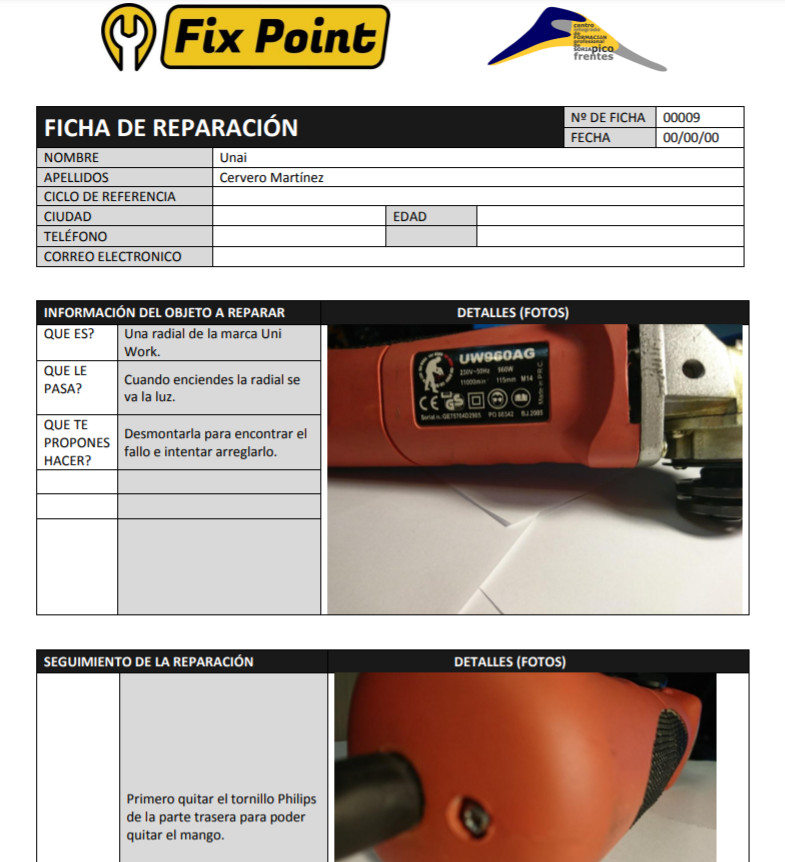 Fix Point
centro
integrado
de
FORMACIÓN
profesional
de
SORIA pico
frentes
FICHA DE REPARACIÓN
Nº DE FICHA 00009
FECHA 00/00/00
NOMBRE Unai
APELLIDOS Cervero Martínez
CICLO DE REFERENCIA
CIUDAD EDAD
TELÉFONO
CORREO ELECTRONICO
INFORMACIÓN DEL OBJETO A REPARAR DETALLES (FOTOS)
QUE ES? Una radial de la marca Uni
Work.
QUE LE
PASA?
Cuando enciendes la radial se
va la luz.
QUE TE
PROPONES
HACER?
Desmontarla para encontrar el
fallo e intentar arreglarlo.
UW960AG
230V~50Hz 960W
11000min 115mm M14
Made in P.R.C
CE GS
SEGUIMIENTO DE LA REPARACIÓN DETALLES (FOTOS)
Primero quitar el tornillo Philips
de la parte trasera para poder
quitar el mango.